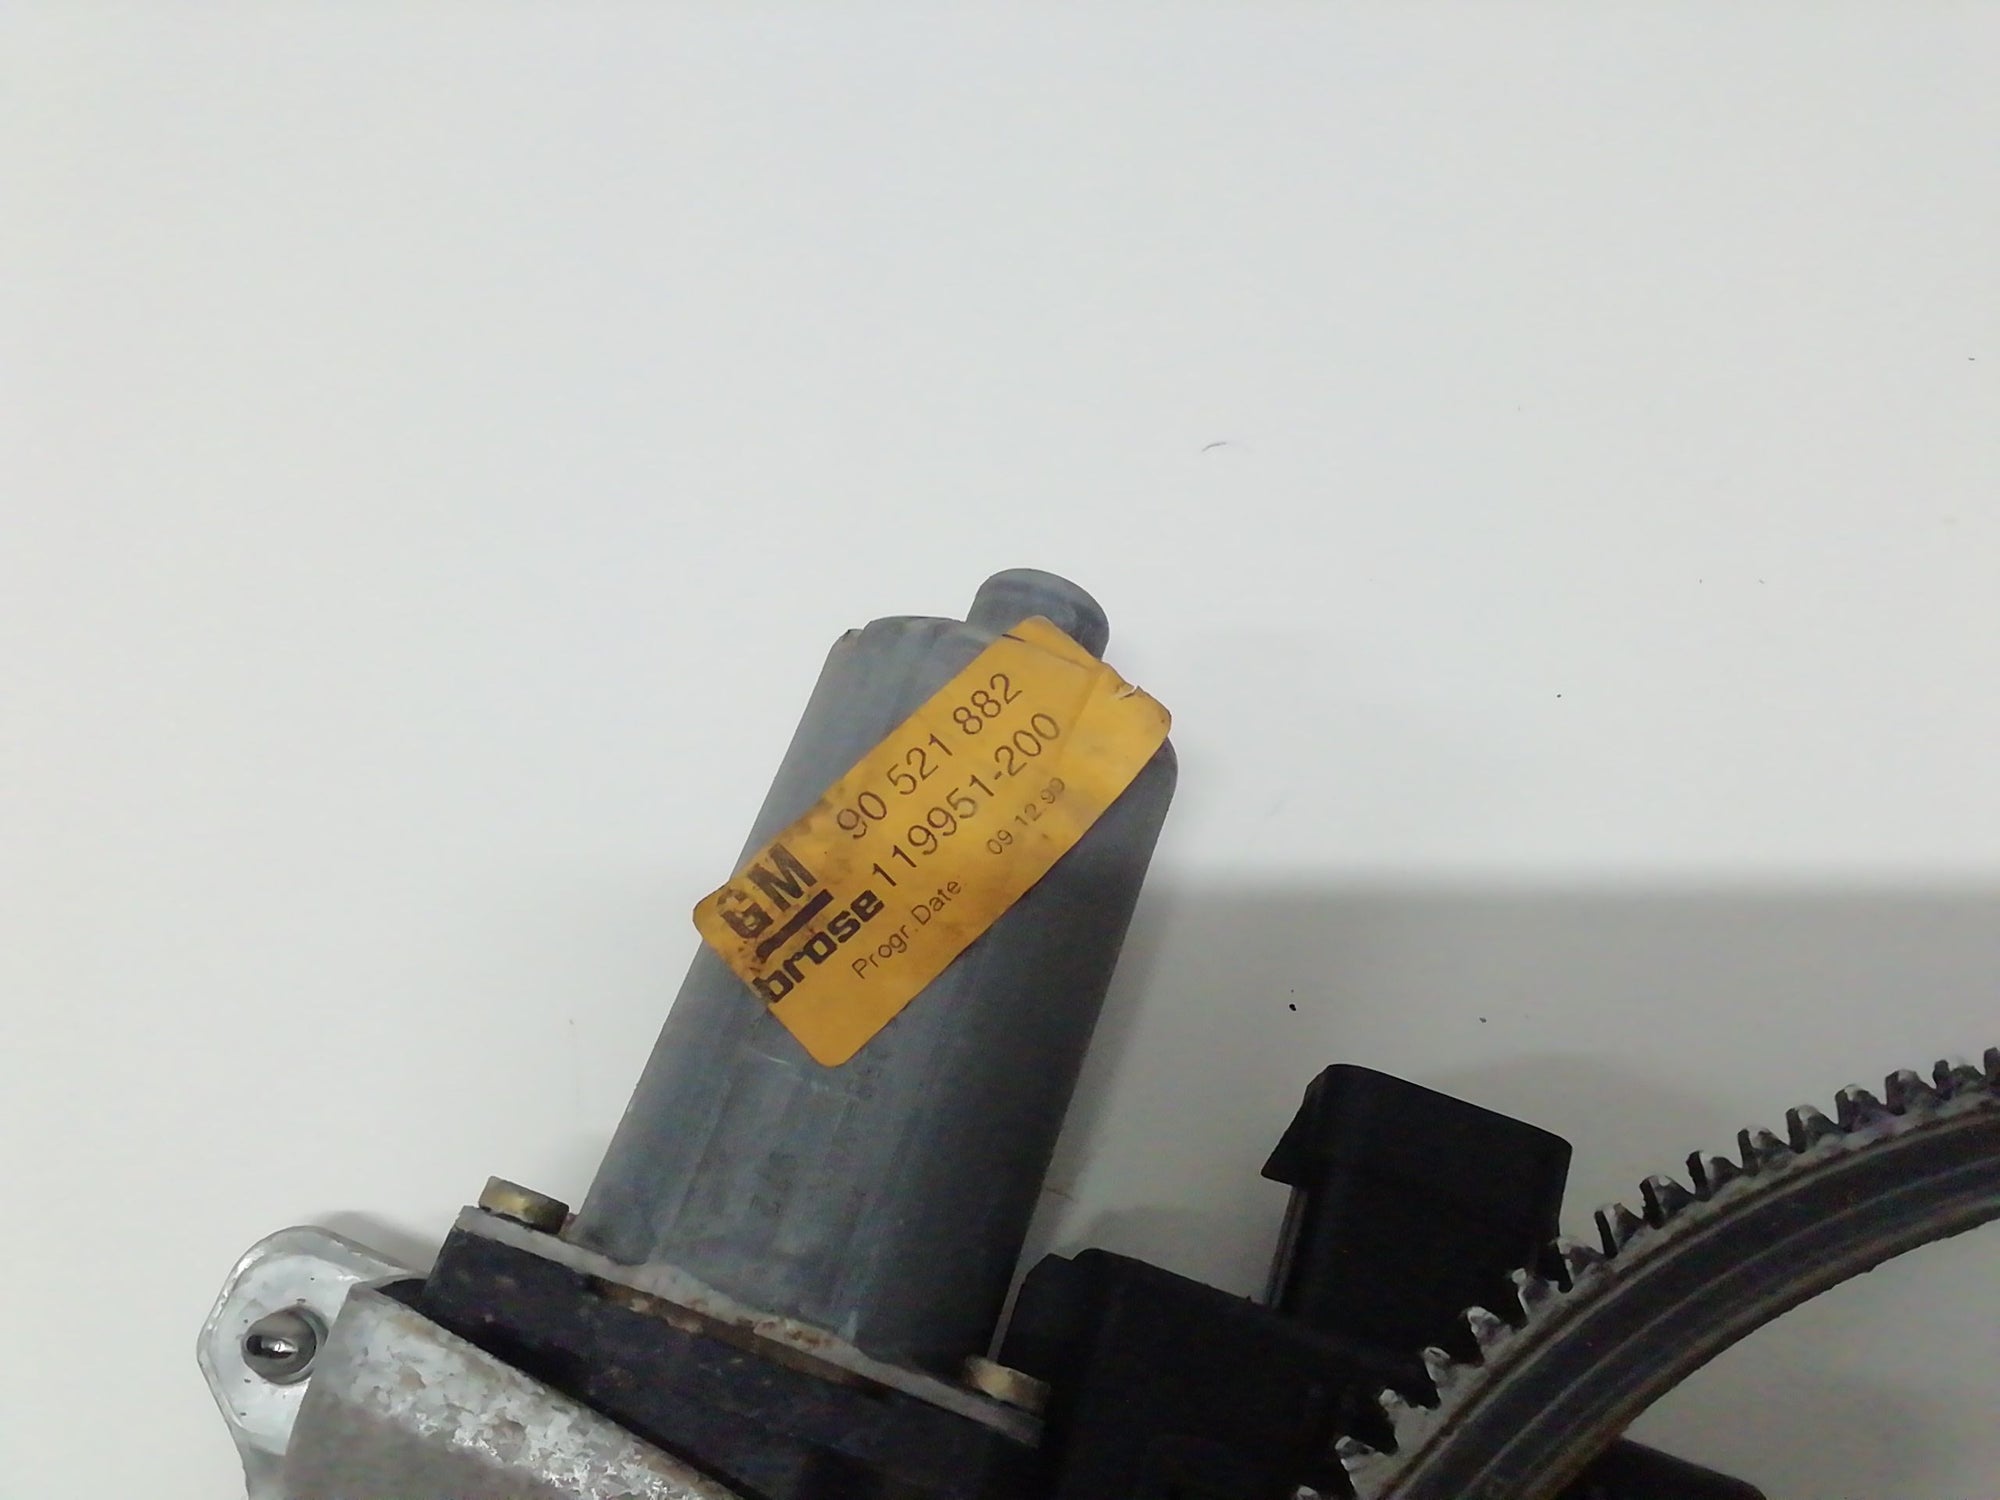 GM 90 521 882
brose 119951-200
Progr. Date 09.12.99